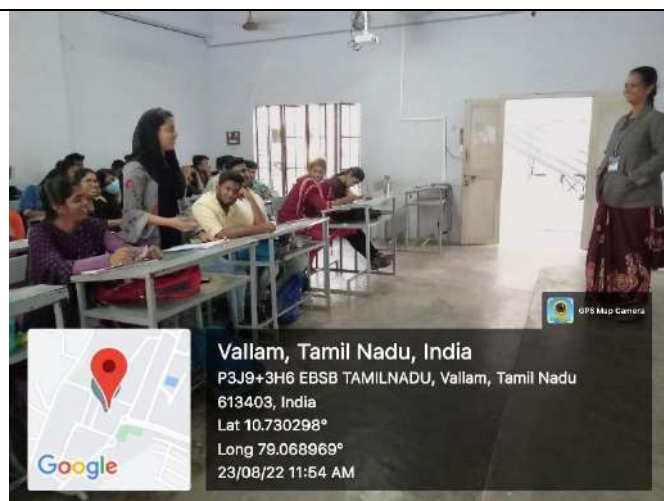 GPS Map Camera
Vallam, Tamil Nadu, India
P3J9+3H6 EBSB TAMILNADU, Vallam, Tamil Nadu
613403, India
Lat 10.730298°
Long 79.068969°
23/08/22 11:54 AM
Google